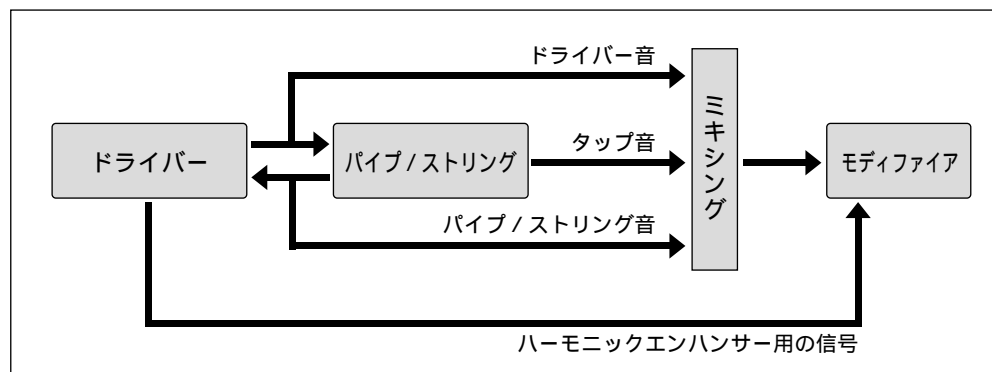 ドライバー音
ドライバー
パイプ / ストリング
タップ音
ミキシング
モディファイア
パイプ / ストリング音
ハーモニックエンハンサー用の信号